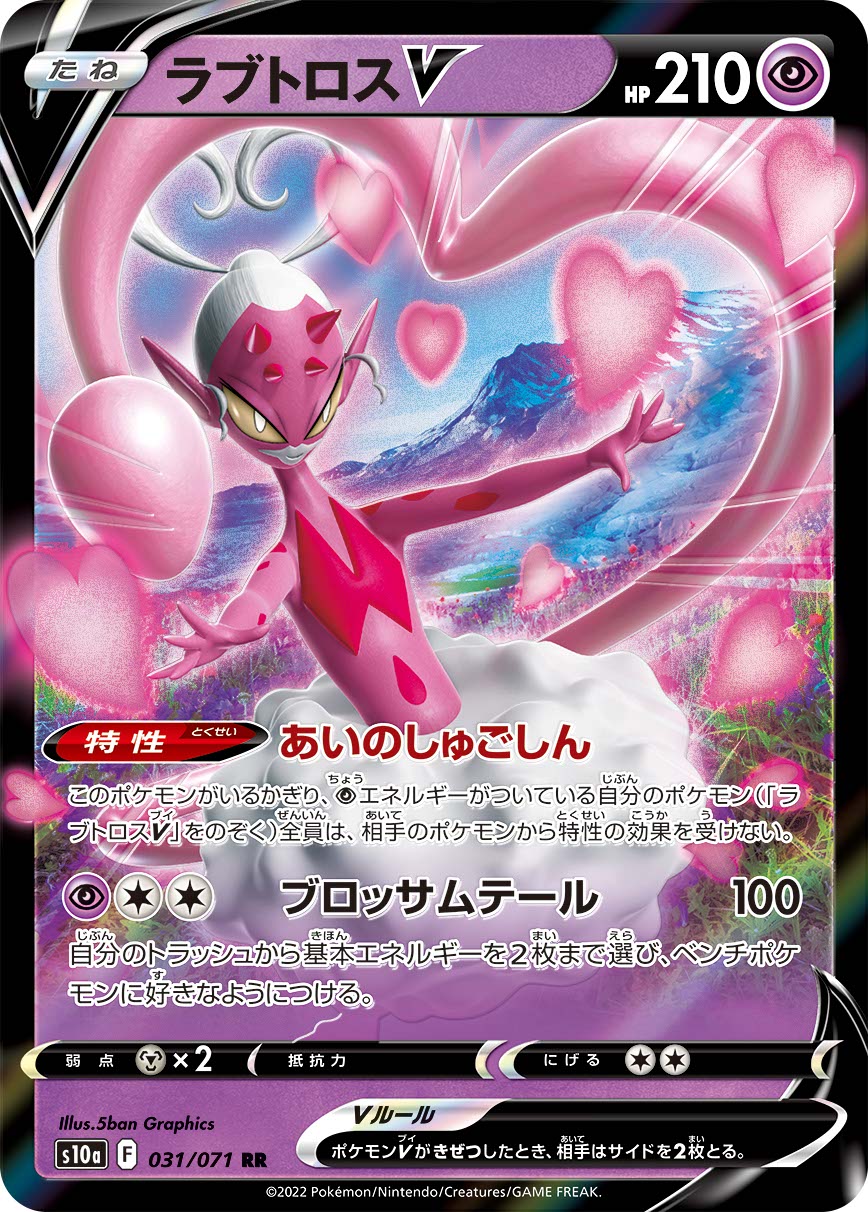 たね ラブトロスV HP210
特性 とくせい あいのしゅごしん
このポケモンがいるかぎり、エネルギーがついている自分のポケモン(「ラ
ブトロスV」をのぞく)全員は、相手のポケモンから特性の効果を受けない。
ブロッサムテール 100
自分のトラッシュから基本エネルギーを2枚まで選び、ベンチポケ
モンに好きなようにつける。
弱点 ×2 抵抗力 にげる
Illus.5ban Graphics
Vルール
ポケモンVがきぜつしたとき、相手はサイドを2枚とる。
s10a F 031/071 RR
©2022 Pokémon/Nintendo/Creatures/GAME FREAK.